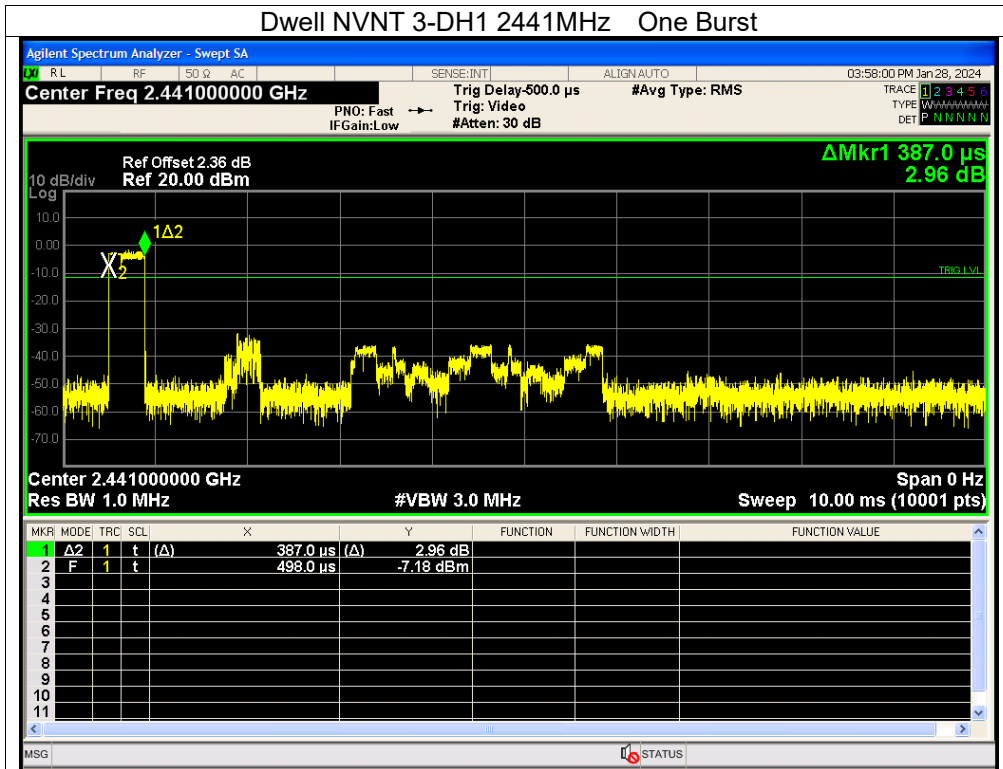 Dwell NVNT 3-DH1 2441MHz One Burst
Agilent Spectrum Analyzer - Swept SA
LXI RL RF 50 Ω AC SENSE:INT ALIGN AUTO 03:58:00 PM Jan 28, 2024
Center Freq 2.441000000 GHz
PNO: Fast
IFGain:Low
Trig Delay-500.0 µs
Trig: Video
#Atten: 30 dB
#Avg Type: RMS
TRACE 1 2 3 4 5 6
TYPE WWWWWW
DET P N N N N N
ΔMkr1 387.0 µs
2.96 dB
Ref Offset 2.36 dB
10 dB/div Ref 20.00 dBm
Log
10.0
0.00
-10.0
-20.0
-30.0
-40.0
-50.0
-60.0
-70.0
1Δ2
X2
TRIG LVL
Center 2.441000000 GHz Span 0 Hz
Res BW 1.0 MHz #VBW 3.0 MHz Sweep 10.00 ms (10001 pts)
MKR MODE TRC SCL X Y FUNCTION FUNCTION WIDTH FUNCTION VALUE
1 Δ2 1 t (Δ) 387.0 µs (Δ) 2.96 dB
2 F 1 t 498.0 µs -7.18 dBm
3
4
5
6
7
8
9
10
11
MSG STATUS